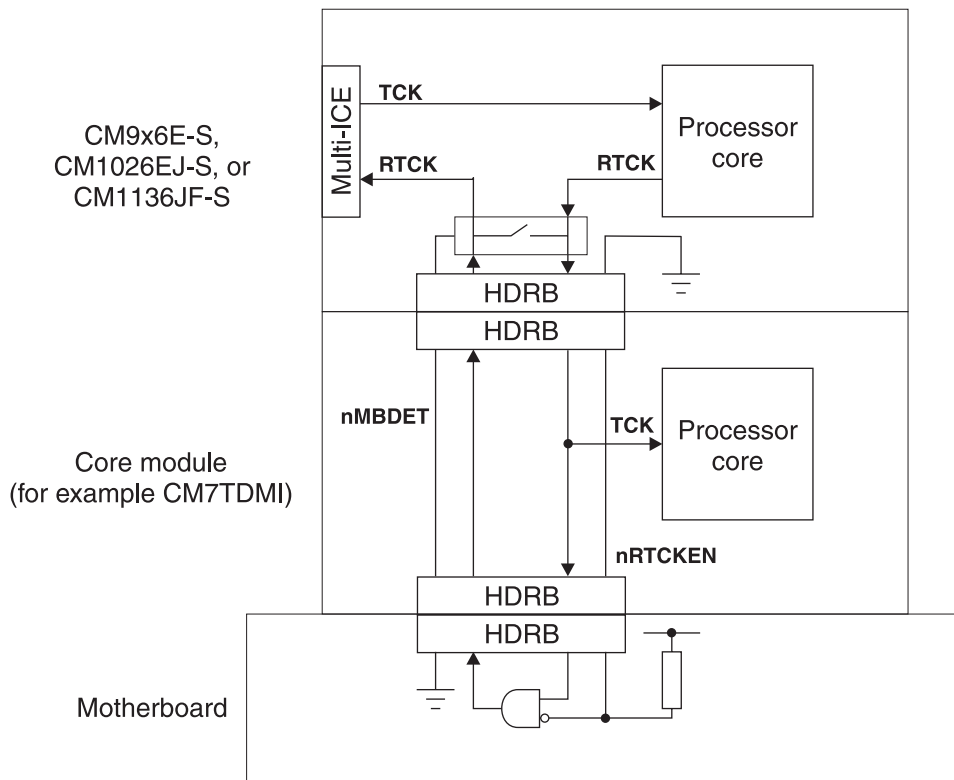 CM9x6E-S,
CM1026EJ-S, or
CM1136JF-S
Multi-ICE
TCK
RTCK
RTCK
Processor
core
HDRB
HDRB
Core module
(for example CM7TDMI)
nMBDET
TCK
Processor
core
nRTCKEN
HDRB
HDRB
Motherboard